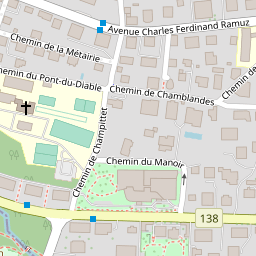 Avenue Charles Ferdinand Ramuz
Chemin de la Métairie
hemin du Pont-du-Diable
Chemin de Chamblandes
Chemin de
Chemin de Champittet
Chemin du Manoir
138